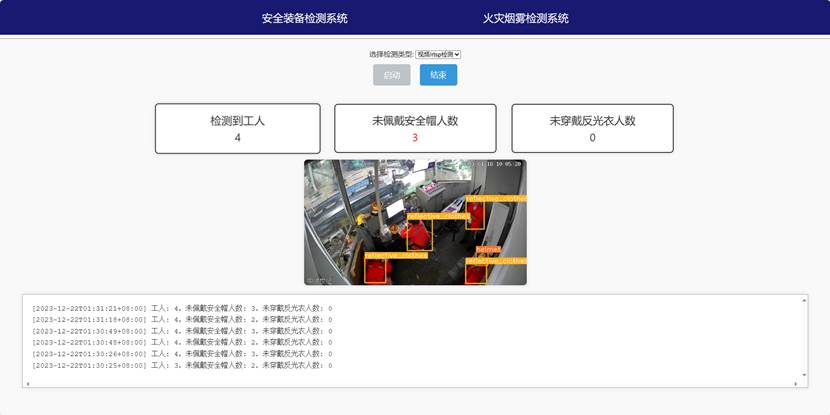 安全装备检测系统 火灾烟雾检测系统
选择检测类型: 视频/rtsp检测
启动 结束
检测到工人 未佩戴安全帽人数 未穿戴反光衣人数
4 3 0
reflective_clothes
reflective_clothes
helmet
reflective_clothes reflective_clothes
[2023-12-22T01:31:21+08:00] 工人: 4, 未佩戴安全帽人数: 3, 未穿戴反光衣人数: 0
[2023-12-22T01:31:18+08:00] 工人: 4, 未佩戴安全帽人数: 2, 未穿戴反光衣人数: 0
[2023-12-22T01:30:49+08:00] 工人: 4, 未佩戴安全帽人数: 3, 未穿戴反光衣人数: 0
[2023-12-22T01:30:48+08:00] 工人: 4, 未佩戴安全帽人数: 2, 未穿戴反光衣人数: 0
[2023-12-22T01:30:26+08:00] 工人: 4, 未佩戴安全帽人数: 3, 未穿戴反光衣人数: 0
[2023-12-22T01:30:25+08:00] 工人: 3, 未佩戴安全帽人数: 2, 未穿戴反光衣人数: 0